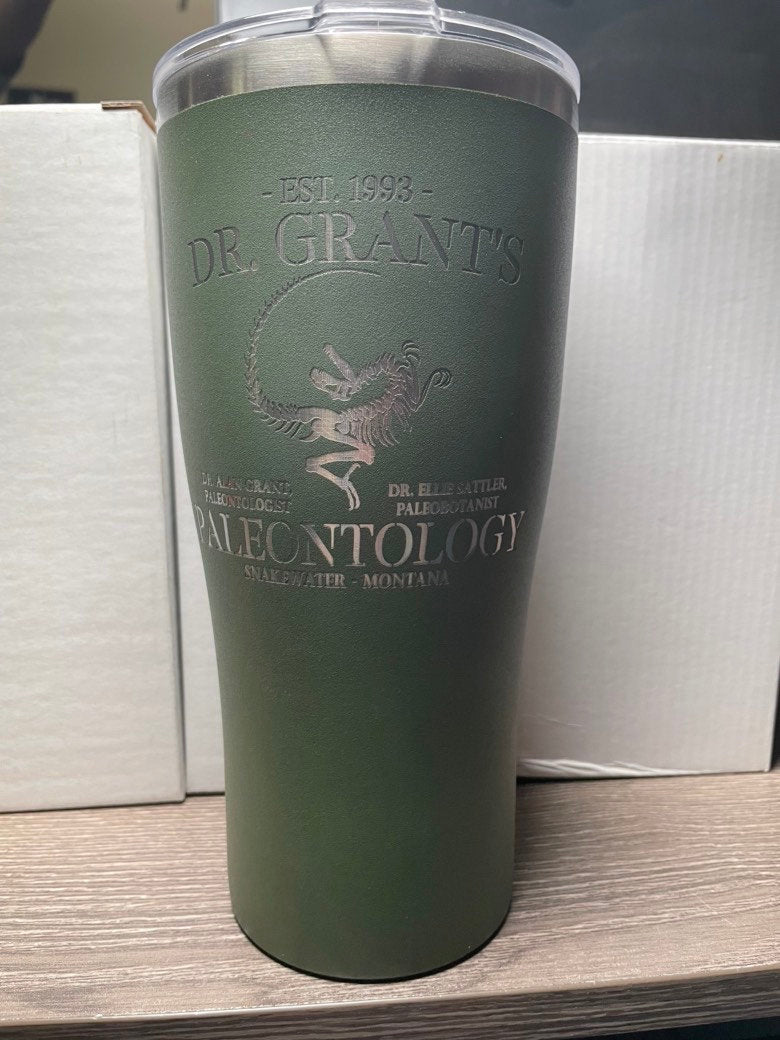 - EST. 1993 -
DR. GRANT'S
DR. ALAN GRANT,
PALEONTOLOGIST
DR. ELLIE SATTLER,
PALEOBOTANIST
PALEONTOLOGY
SNAKEWATER - MONTANA